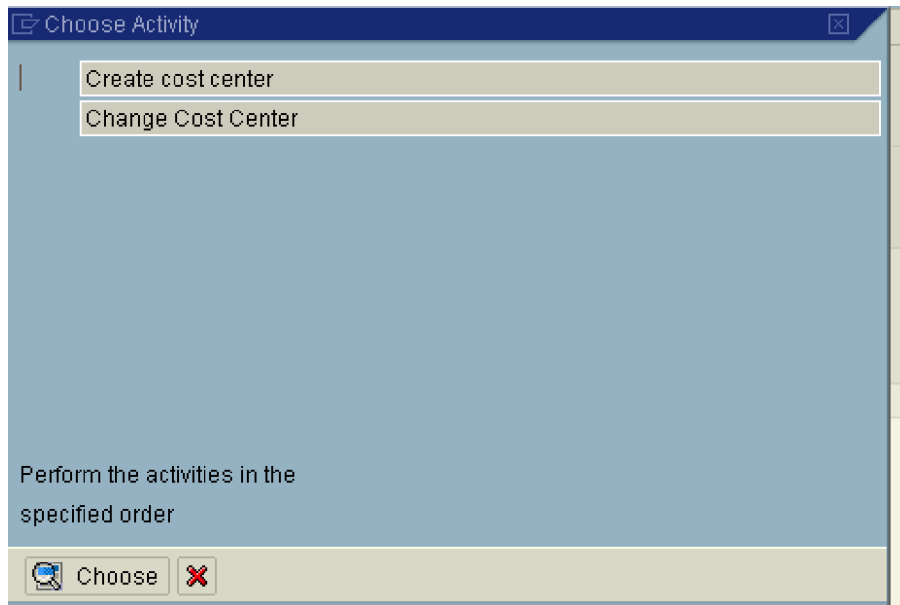 Choose Activity
Create cost center
Change Cost Center
Perform the activities in the
specified order
Choose